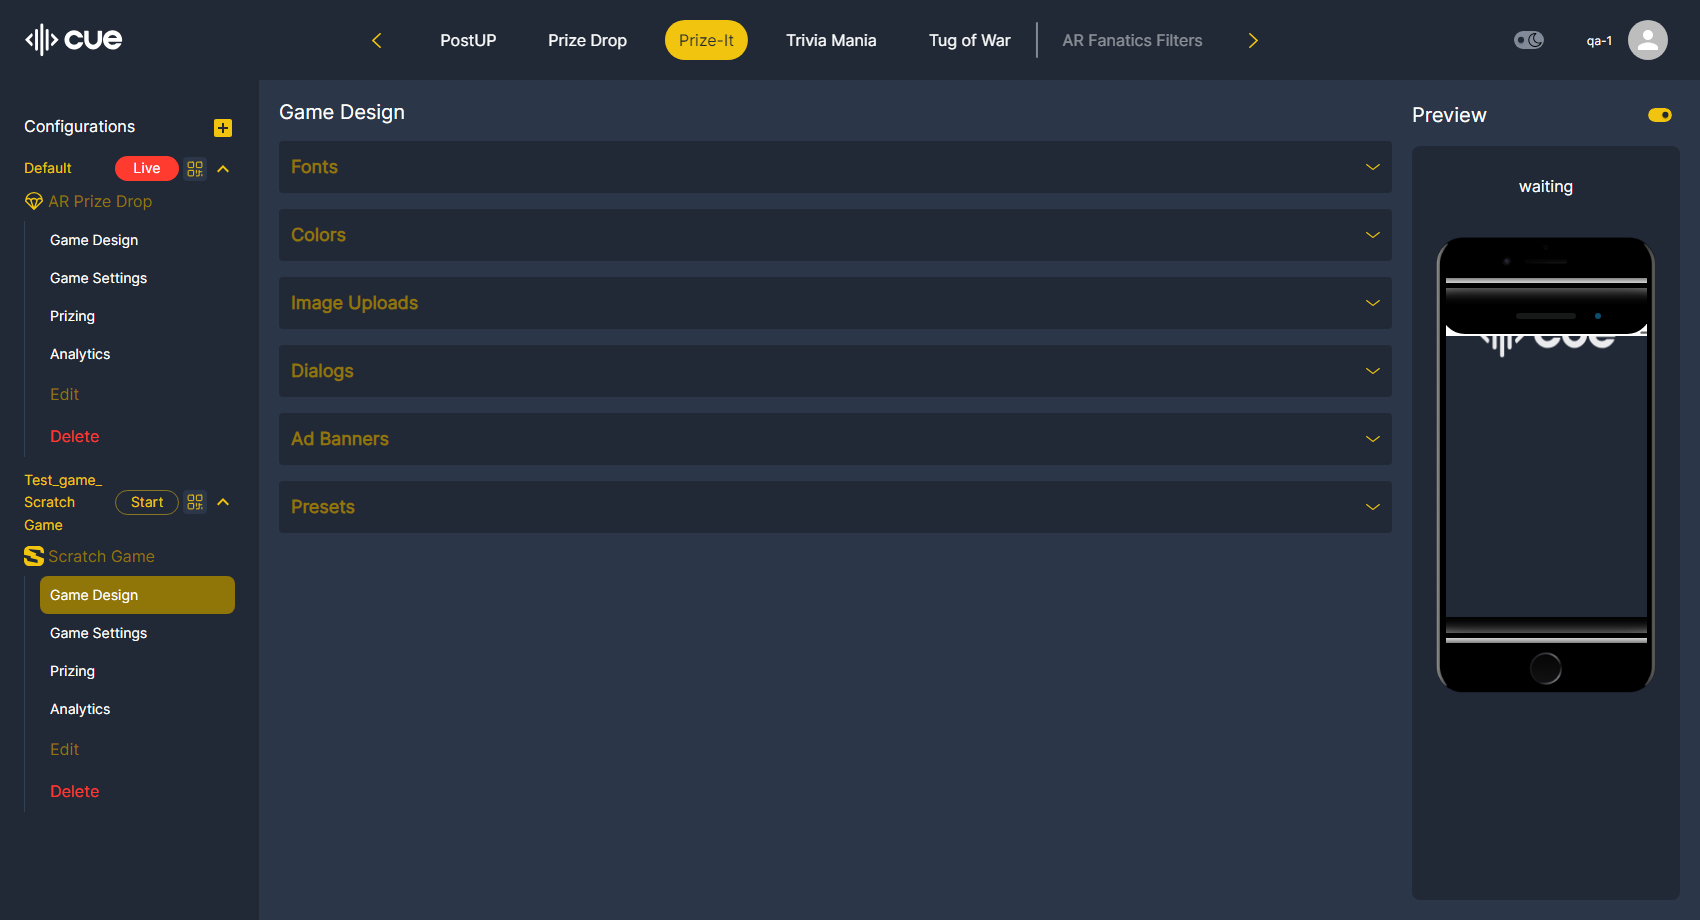 cue
PostUP
Prize Drop
Prize-It
Trivia Mania
Tug of War
AR Fanatics Filters
qa-1
Configurations
Default
Live
AR Prize Drop
Game Design
Game Settings
Prizing
Analytics
Edit
Delete
Test_game_
Scratch
Game
Start
Scratch Game
Game Design
Game Settings
Prizing
Analytics
Edit
Delete
Game Design
Fonts
Colors
Image Uploads
Dialogs
Ad Banners
Presets
Preview
waiting
cue